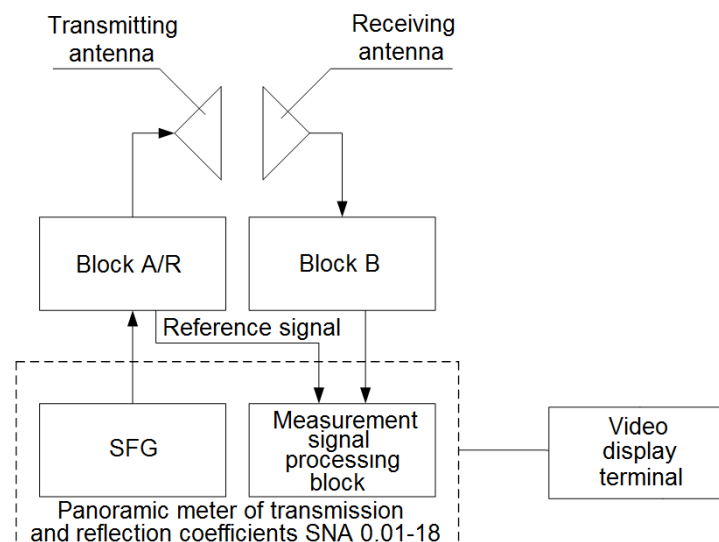 Transmitting
antenna
Receiving
antenna
Block A/R
Block B
Reference signal
SFG
Measurement
signal
processing
block
Video
display
terminal
Panoramic meter of transmission
and reflection coefficients SNA 0.01-18